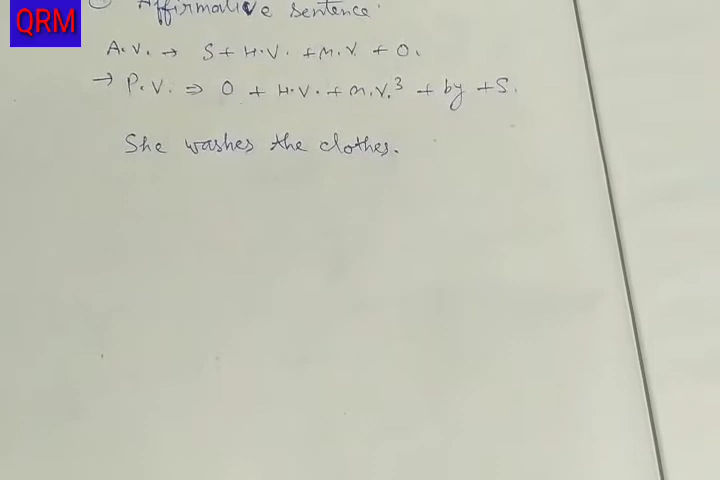 QRM
Affirmative sentence.
A.V. → S + H.V. + M.V. + O.
→ P.V. ⇒ O + H.V. + M.V.³ + by + S.
She washes the clothes.